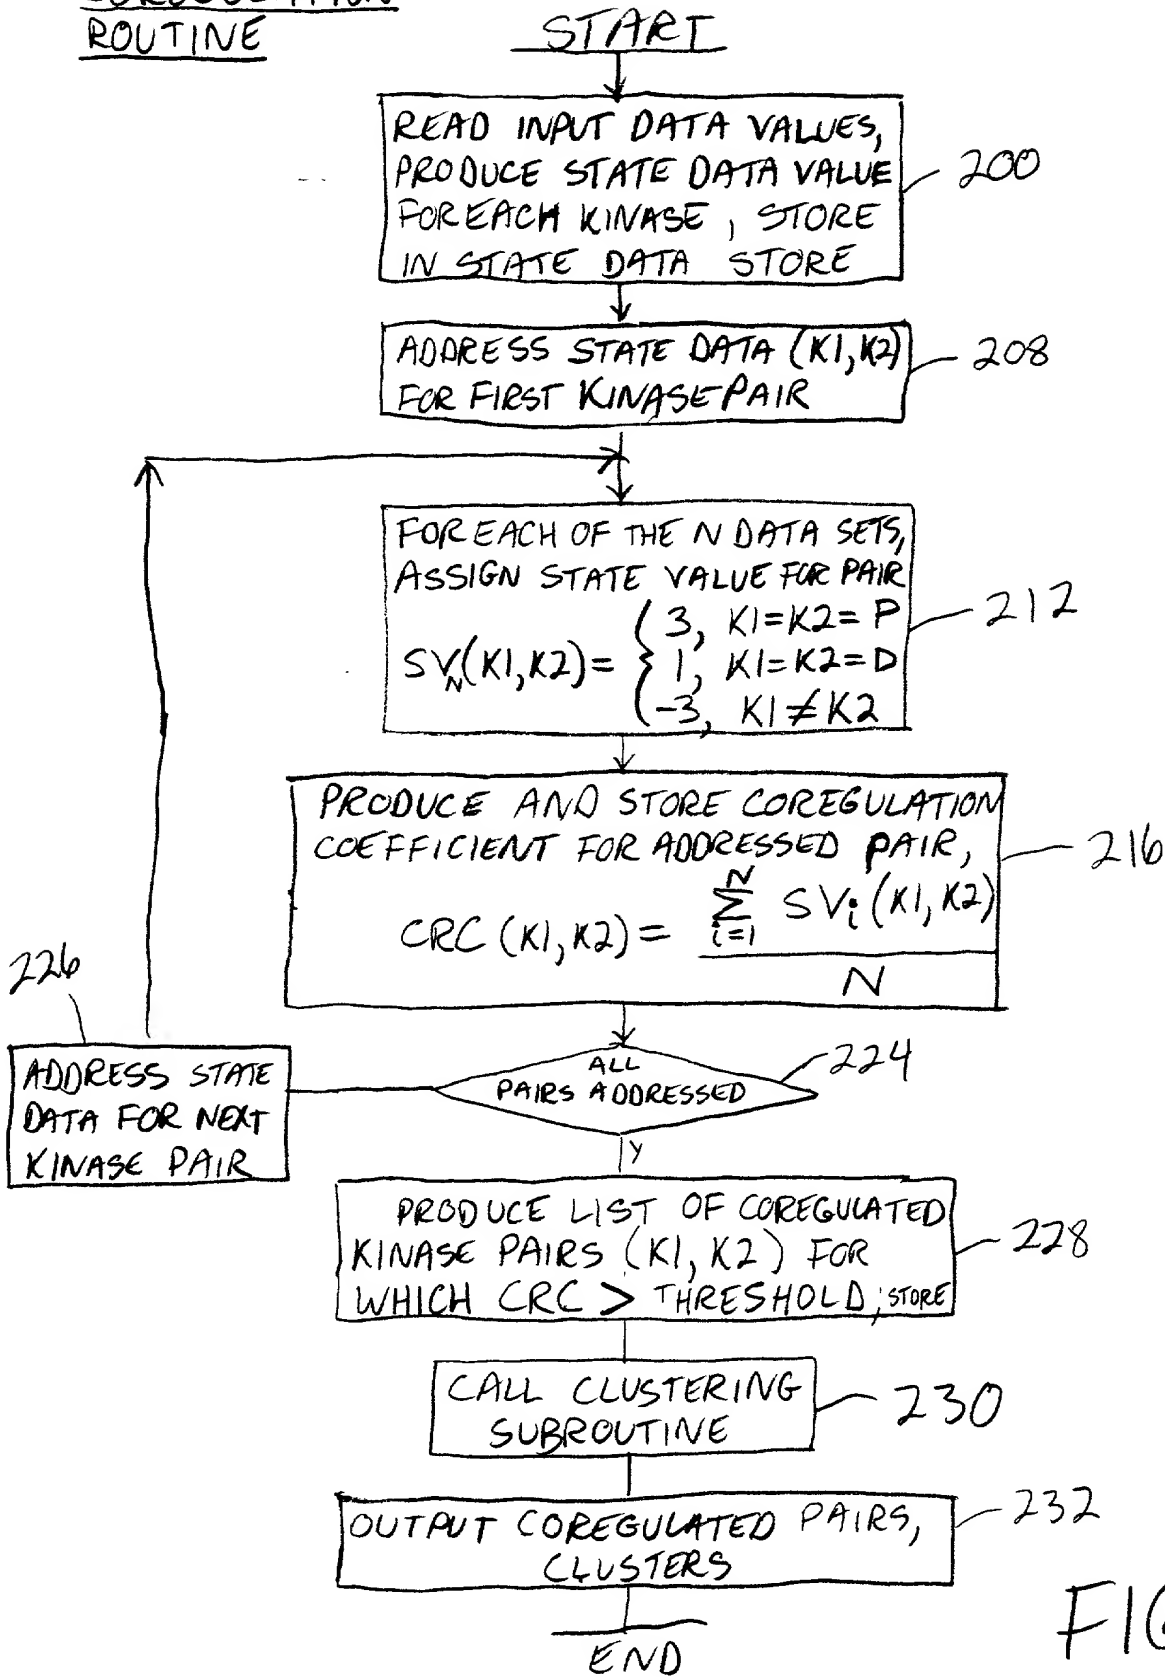 ROUTINE
START
READ INPUT DATA VALUES,
PRODUCE STATE DATA VALUE
FOR EACH KINASE, STORE
IN STATE DATA STORE
200
ADDRESS STATE DATA (K1,K2)
FOR FIRST KINASE PAIR
208
FOR EACH OF THE N DATA SETS,
ASSIGN STATE VALUE FOR PAIR
SV_N(K1,K2) = { 3, K1=K2=P
1, K1=K2=D
-3, K1≠K2
212
PRODUCE AND STORE COREGULATION
COEFFICIENT FOR ADDRESSED PAIR,
CRC (K1,K2) = N Σ i=1 SVi (K1,K2)
N
216
226
ADDRESS STATE
DATA FOR NEXT
KINASE PAIR
ALL
PAIRS ADDRESSED
224
Y
PRODUCE LIST OF COREGULATED
KINASE PAIRS (K1, K2) FOR
WHICH CRC > THRESHOLD; STORE
228
CALL CLUSTERING
SUBROUTINE
230
OUTPUT COREGULATED PAIRS,
CLUSTERS
232
END